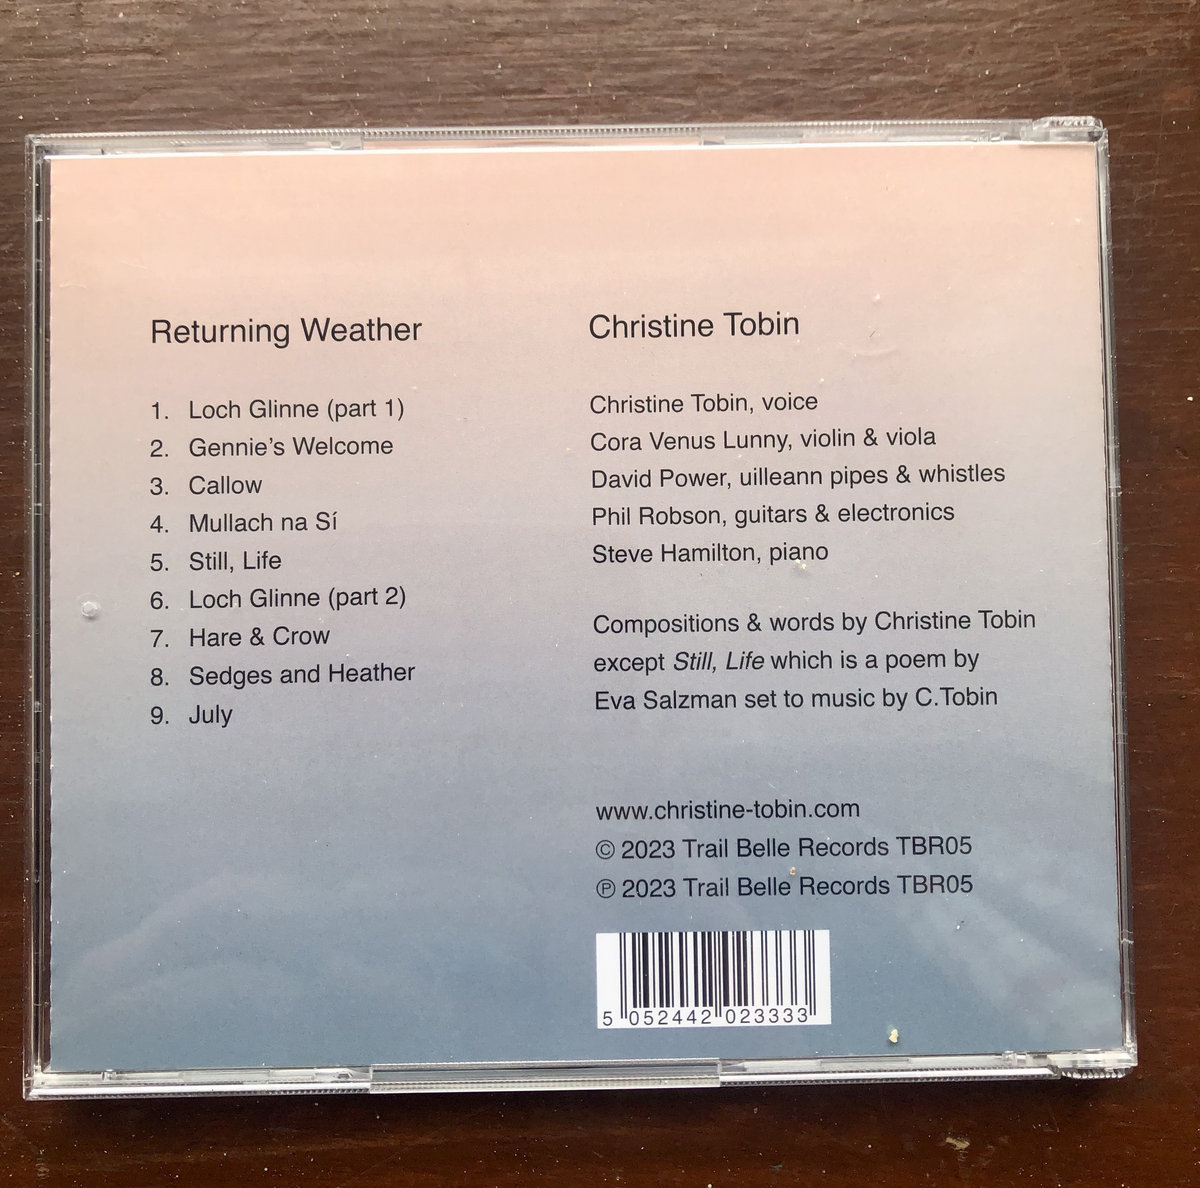 Returning Weather
1. Loch Glinne (part 1)
2. Gennie's Welcome
3. Callow
4. Mullach na Sí
5. Still, Life
6. Loch Glinne (part 2)
7. Hare & Crow
8. Sedges and Heather
9. July
Christine Tobin
Christine Tobin, voice
Cora Venus Lunny, violin & viola
David Power, uilleann pipes & whistles
Phil Robson, guitars & electronics
Steve Hamilton, piano
Compositions & words by Christine Tobin
except Still, Life which is a poem by
Eva Salzman set to music by C.Tobin
www.christine-tobin.com
© 2023 Trail Belle Records TBR05
℗ 2023 Trail Belle Records TBR05
5 052442 023333